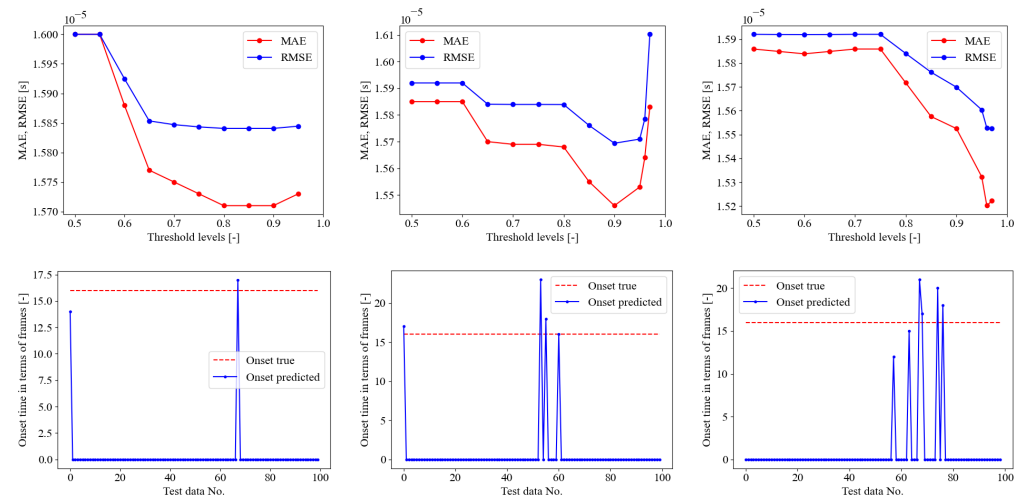 10⁻⁵
1.600
1.595
1.590
1.585
1.580
1.575
1.570
MAE, RMSE [s]
MAE
RMSE
0.5 0.6 0.7 0.8 0.9 1.0
Threshold levels [-]
10⁻⁵
1.61
1.60
1.59
1.58
1.57
1.56
1.55
MAE, RMSE [s]
MAE
RMSE
0.5 0.6 0.7 0.8 0.9 1.0
Threshold levels [-]
10⁻⁵
1.59
1.58
1.57
1.56
1.55
1.54
1.53
1.52
MAE, RMSE [s]
MAE
RMSE
0.5 0.6 0.7 0.8 0.9 1.0
Threshold levels [-]
17.5
15.0
12.5
10.0
7.5
5.0
2.5
0.0
Onset time in terms of frames [-]
Onset true
Onset predicted
0 20 40 60 80 100
Test data No.
20
15
10
5
0
Onset time in terms of frames [-]
Onset true
Onset predicted
0 20 40 60 80 100
Test data No.
20
15
10
5
0
Onset time in terms of frames [-]
Onset true
Onset predicted
0 20 40 60 80 100
Test data No.